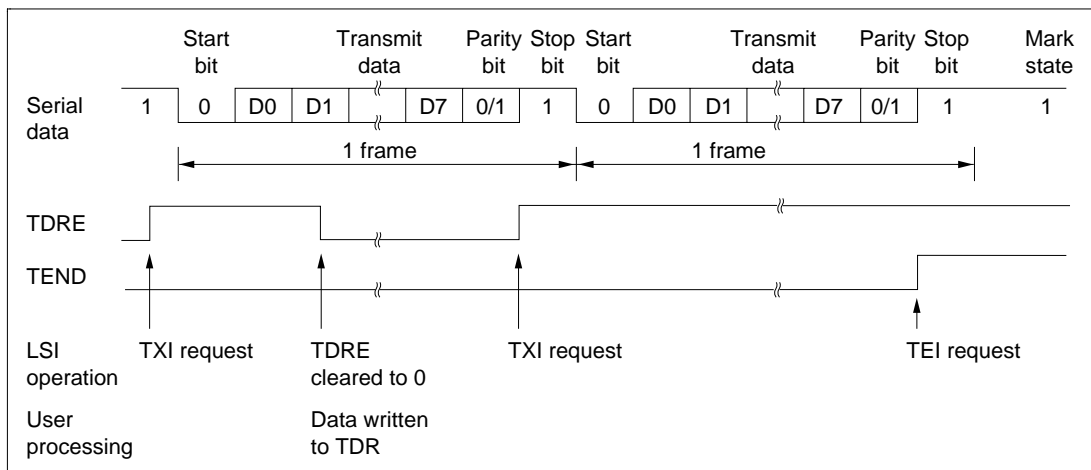 Start bit Transmit data Parity bit Stop bit Start bit Transmit data Parity bit Stop bit Mark state
Serial data 1 0 D0 D1 D7 0/1 1 0 D0 D1 D7 0/1 1 1
1 frame 1 frame
TDRE
TEND
LSI operation TXI request TDRE cleared to 0 TXI request TEI request
User processing Data written to TDR